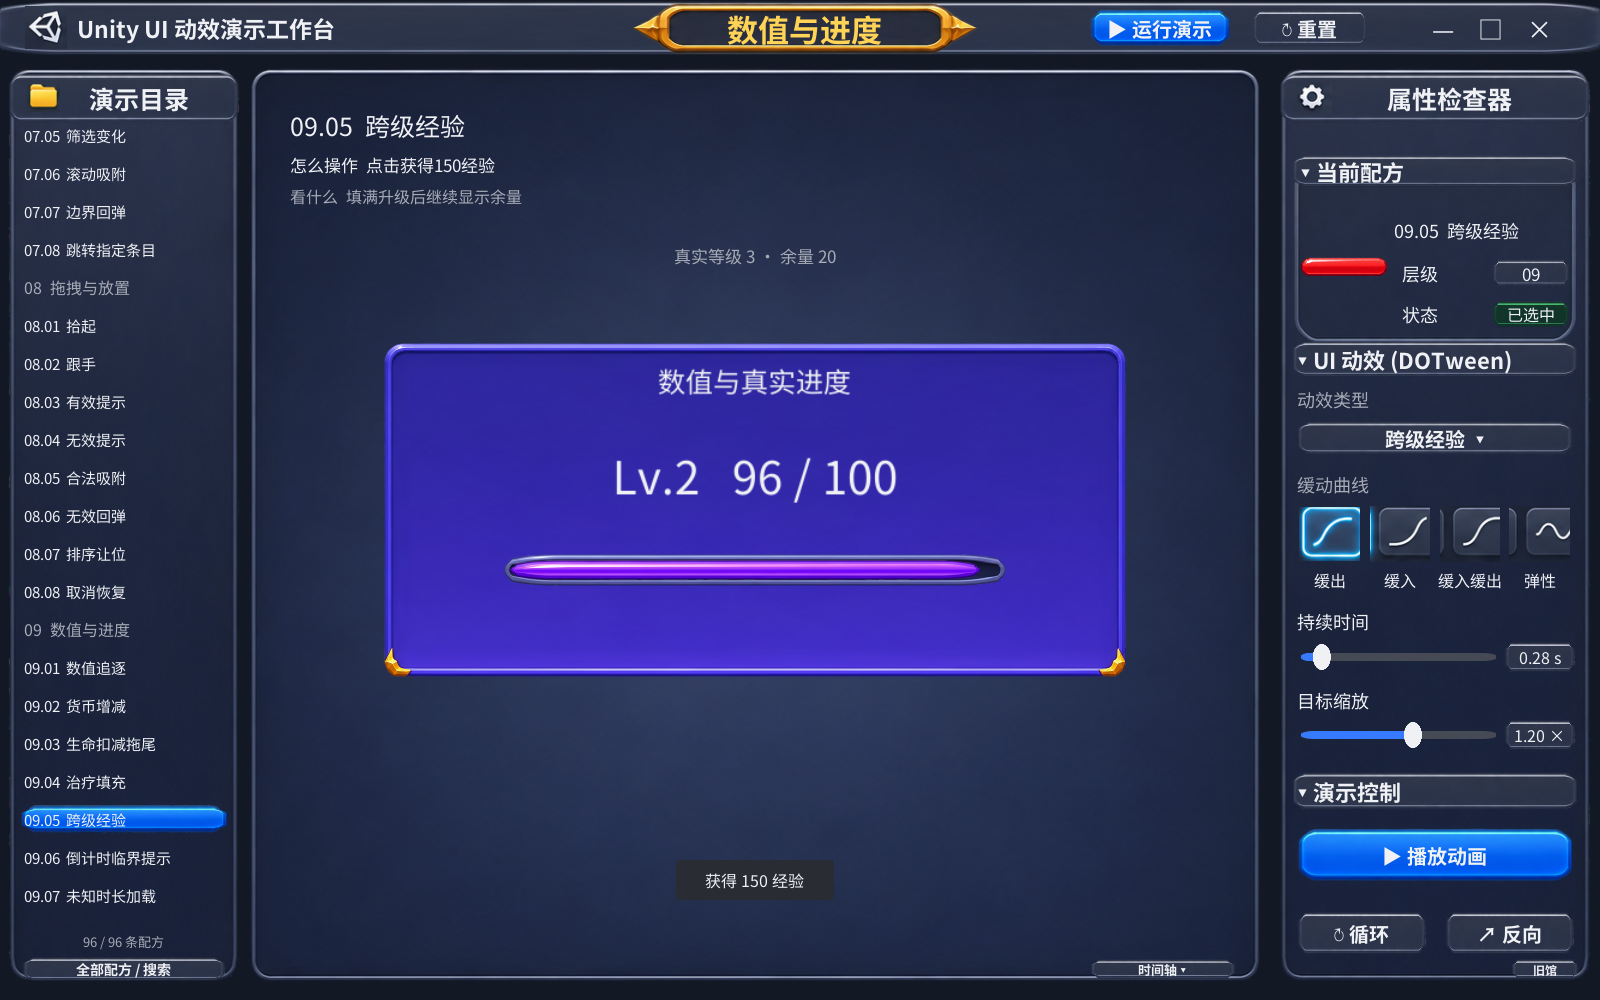 Unity UI 动效演示工作台
数值与进度
▶ 运行演示
重置
演示目录
07.05 筛选变化
07.06 滚动吸附
07.07 边界回弹
07.08 跳转指定条目
08 拖拽与放置
08.01 拾起
08.02 跟手
08.03 有效提示
08.04 无效提示
08.05 合法吸附
08.06 无效回弹
08.07 排序让位
08.08 取消恢复
09 数值与进度
09.01 数值追逐
09.02 货币增减
09.03 生命扣减拖尾
09.04 治疗填充
09.05 跨级经验
09.06 倒计时临界提示
09.07 未知时长加载
96 / 96 条配方
全部配方 / 搜索
09.05 跨级经验
怎么操作 点击获得150经验
看什么 填满升级后继续显示余量
真实等级 3 · 余量 20
数值与真实进度
Lv.2 96 / 100
获得 150 经验
时间轴 ▾
属性检查器
▾ 当前配方
09.05 跨级经验
层级 09
状态 已选中
▾ UI 动效 (DOTween)
动效类型
跨级经验 ▾
缓动曲线
缓出 缓入 缓入缓出 弹性
持续时间
0.28 s
目标缩放
1.20 ×
▾ 演示控制
▶ 播放动画
循环
↗ 反向
旧馆